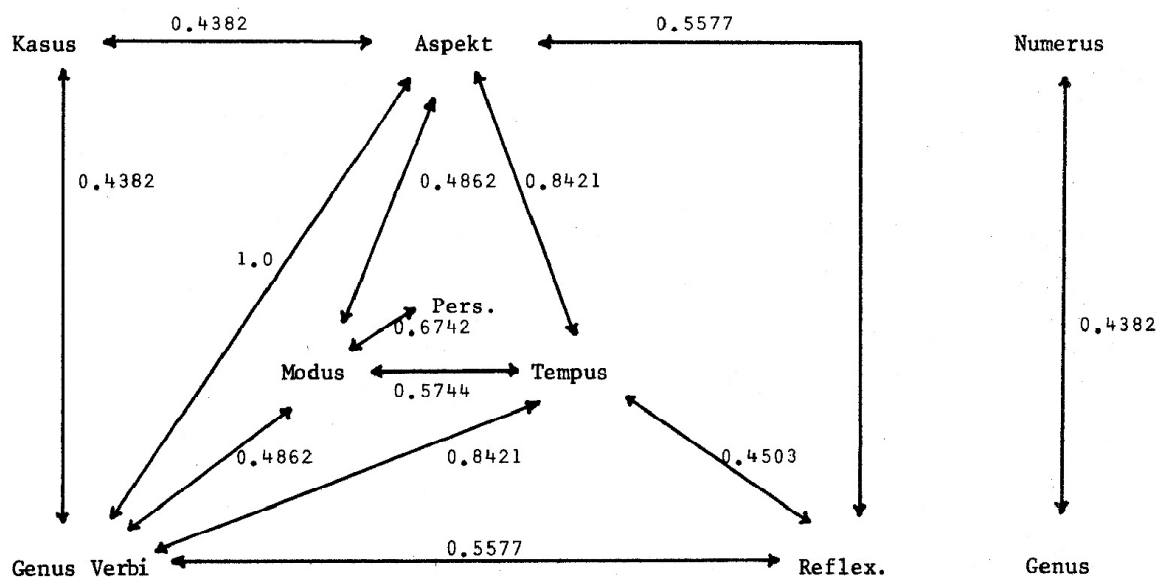 0.4382
0.5577
Kasus
Aspekt
Numerus
0.4382
0.4862
0.8421
1.0
Pers.
0.6742
0.4382
Modus
Tempus
0.5744
0.4862
0.8421
0.4503
0.5577
Genus Verbi
Reflex.
Genus